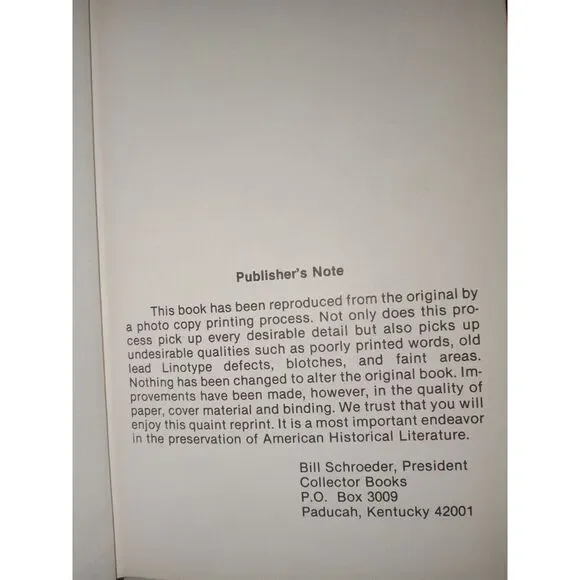 Publisher's Note
This book has been reproduced from the original by
a photo copy printing process. Not only does this pro-
cess pick up every desirable detail but also picks up
undesirable qualities such as poorly printed words, old
lead Linotype defects, blotches, and faint areas.
Nothing has been changed to alter the original book. Im-
provements have been made, however, in the quality of
paper, cover material and binding. We trust that you will
enjoy this quaint reprint. It is a most important endeavor
in the preservation of American Historical Literature.
Bill Schroeder, President
Collector Books
P.O. Box 3009
Paducah, Kentucky 42001